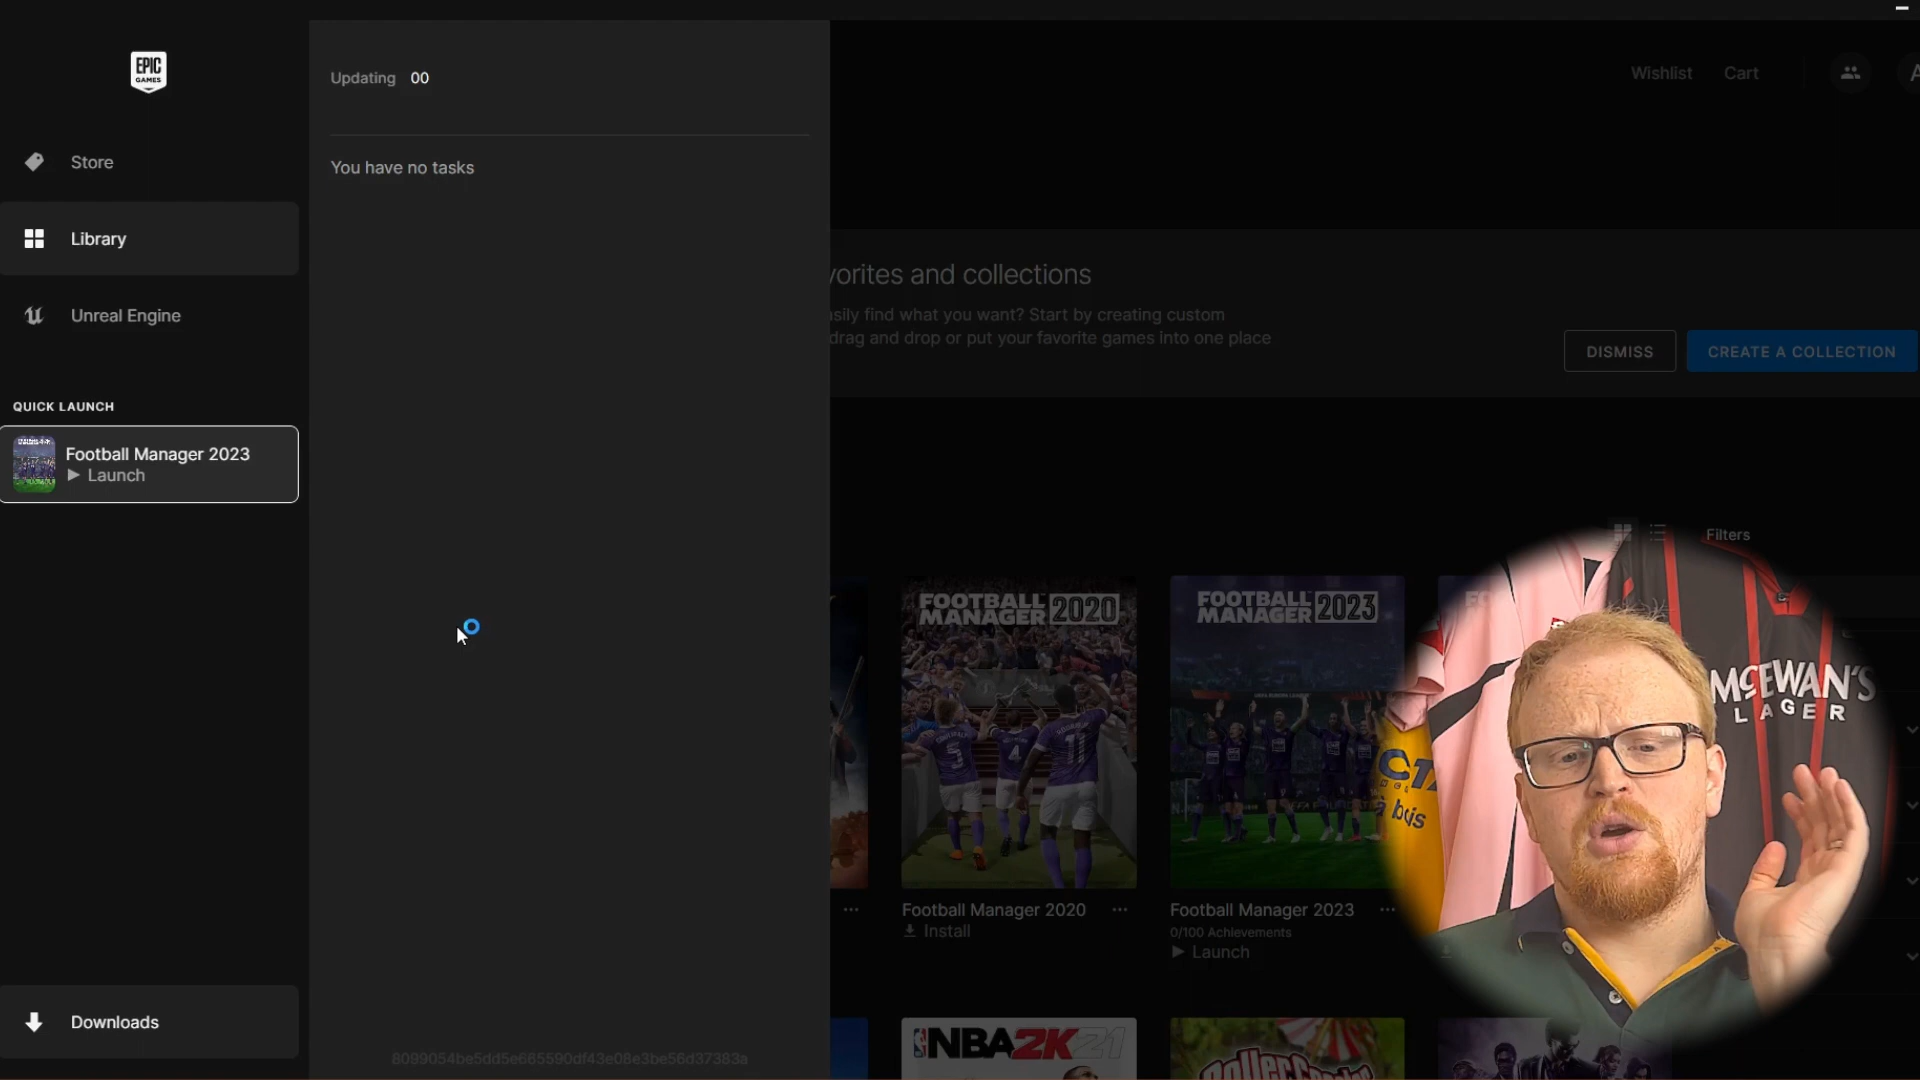 EPIC
GAMES
Store
Library
Unreal Engine
QUICK LAUNCH
Football Manager 2023
Launch
Downloads
Updating 00
You have no tasks
8099054be5dd5e665590df43e08e3be56d37383a
Wishlist Cart
vorites and collections
asily find what you want? Start by creating custom
drag and drop or put your favorite games into one place
DISMISS
CREATE A COLLECTION
Filters
FOOTBALL
MANAGER 2020
Football Manager 2020
Install
FOOTBALL
MANAGER 2023
Football Manager 2023
0/100 Achievements
Launch
NBA2K21
McEWAN'S
LAGER